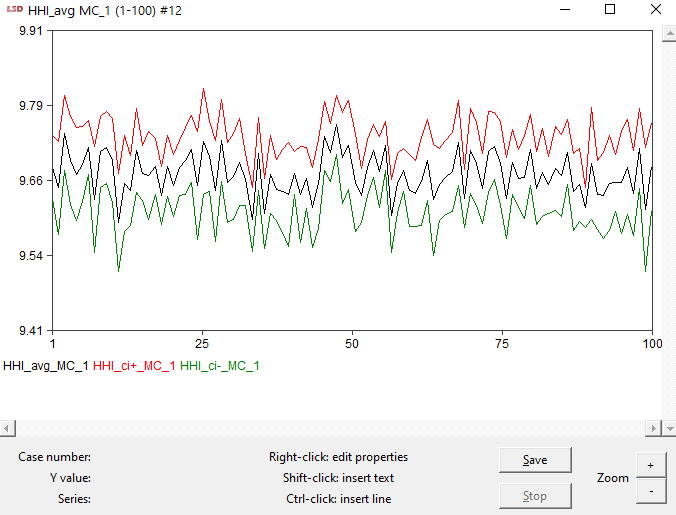 LSD HHI_avg MC_1 (1-100) #12
9.91
9.79
9.66
9.54
9.41
1 25 50 75 100
HHI_avg_MC_1 HHI_ci+_MC_1 HHI_ci-_MC_1
Case number: Right-click: edit properties Save
Y value: Shift-click: insert text Zoom +
Series: Ctrl-click: insert line Stop -